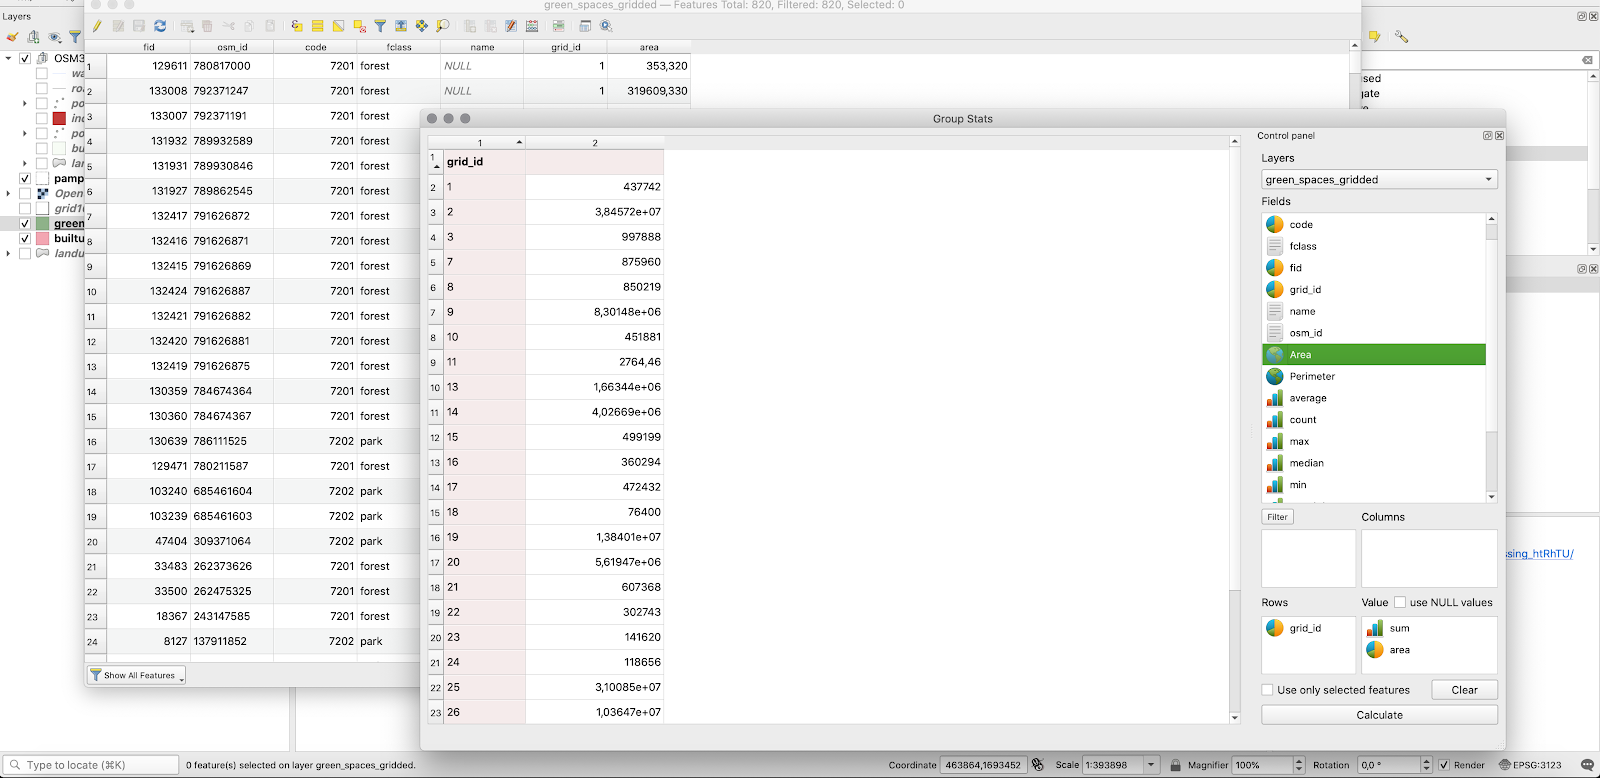 green_spaces_gridded — Features Total: 820, Filtered: 820, Selected: 0
Layers
fid osm_id code fclass name grid_id area
1 129611 780817000 7201 forest NULL 1 353,320
2 133008 792371247 7201 forest NULL 1 319609,330
3 133007 792371191 7201 forest
4 131932 789932589 7201 forest
5 131931 789930846 7201 forest
6 131927 789862545 7201 forest
7 132417 791626872 7201 forest
8 132416 791626871 7201 forest
9 132415 791626869 7201 forest
10 132424 791626887 7201 forest
11 132421 791626882 7201 forest
12 132420 791626881 7201 forest
13 132419 791626875 7201 forest
14 130359 784674364 7201 forest
15 130360 784674367 7201 forest
16 130639 786111525 7202 park
17 129471 780211587 7201 forest
18 103240 685461604 7202 park
19 103239 685461603 7202 park
20 47404 309371064 7202 park
21 33483 262373626 7201 forest
22 33500 262475325 7201 forest
23 18367 243147585 7201 forest
24 8127 137911852 7202 park
Show All Features
OSM3
wa
ro
po
inc
po
bu
lan
pamp
Open
grid1
green
builtu
landu
sed
gate
ssing_htRhTU/
Group Stats
1 2
1 grid_id
2 1 437742
3 2 3,84572e+07
4 3 997888
5 7 875960
6 8 850219
7 9 8,30148e+06
8 10 451881
9 11 2764,46
10 13 1,66344e+06
11 14 4,02669e+06
12 15 499199
13 16 360294
14 17 472432
15 18 76400
16 19 1,38401e+07
17 20 5,61947e+06
18 21 607368
19 22 302743
20 23 141620
21 24 118656
22 25 3,10085e+07
23 26 1,03647e+07
Control panel
Layers
green_spaces_gridded
Fields
code
fclass
fid
grid_id
name
osm_id
Area
Perimeter
average
count
max
median
min
Filter Columns
Rows Value use NULL values
grid_id sum
area
Use only selected features Clear
Calculate
Type to locate (⌘K) 0 feature(s) selected on layer green_spaces_gridded. Coordinate 463864,1693452 Scale 1:393898 Magnifier 100% Rotation 0,0 ° Render EPSG:3123